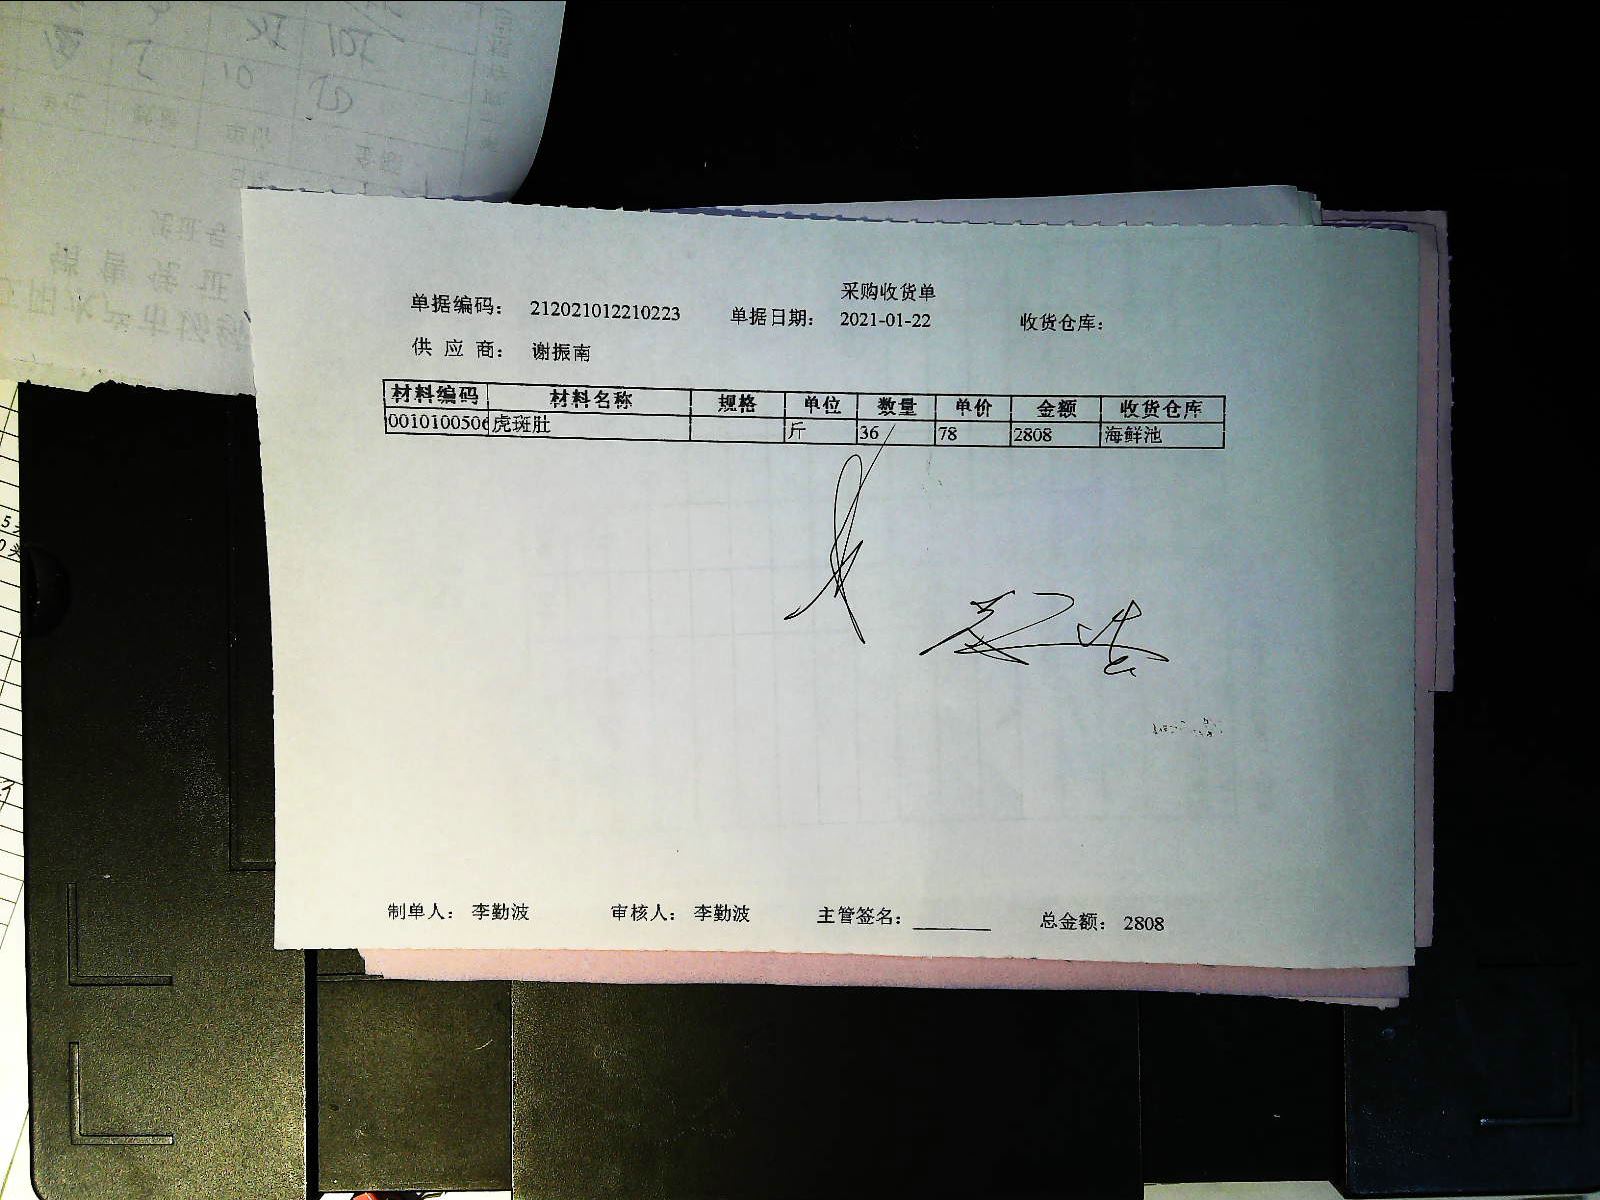 采购收货单
单据编码： 212021012210223 单据日期： 2021-01-22 收货仓库：
供 应 商： 谢振南
材料编码 材料名称 规格 单位 数量 单价 金额 收货仓库
0010100506 虎斑肚 斤 36 78 2808 海鲜池
制单人： 李勤波 审核人： 李勤波 主管签名： 总金额： 2808